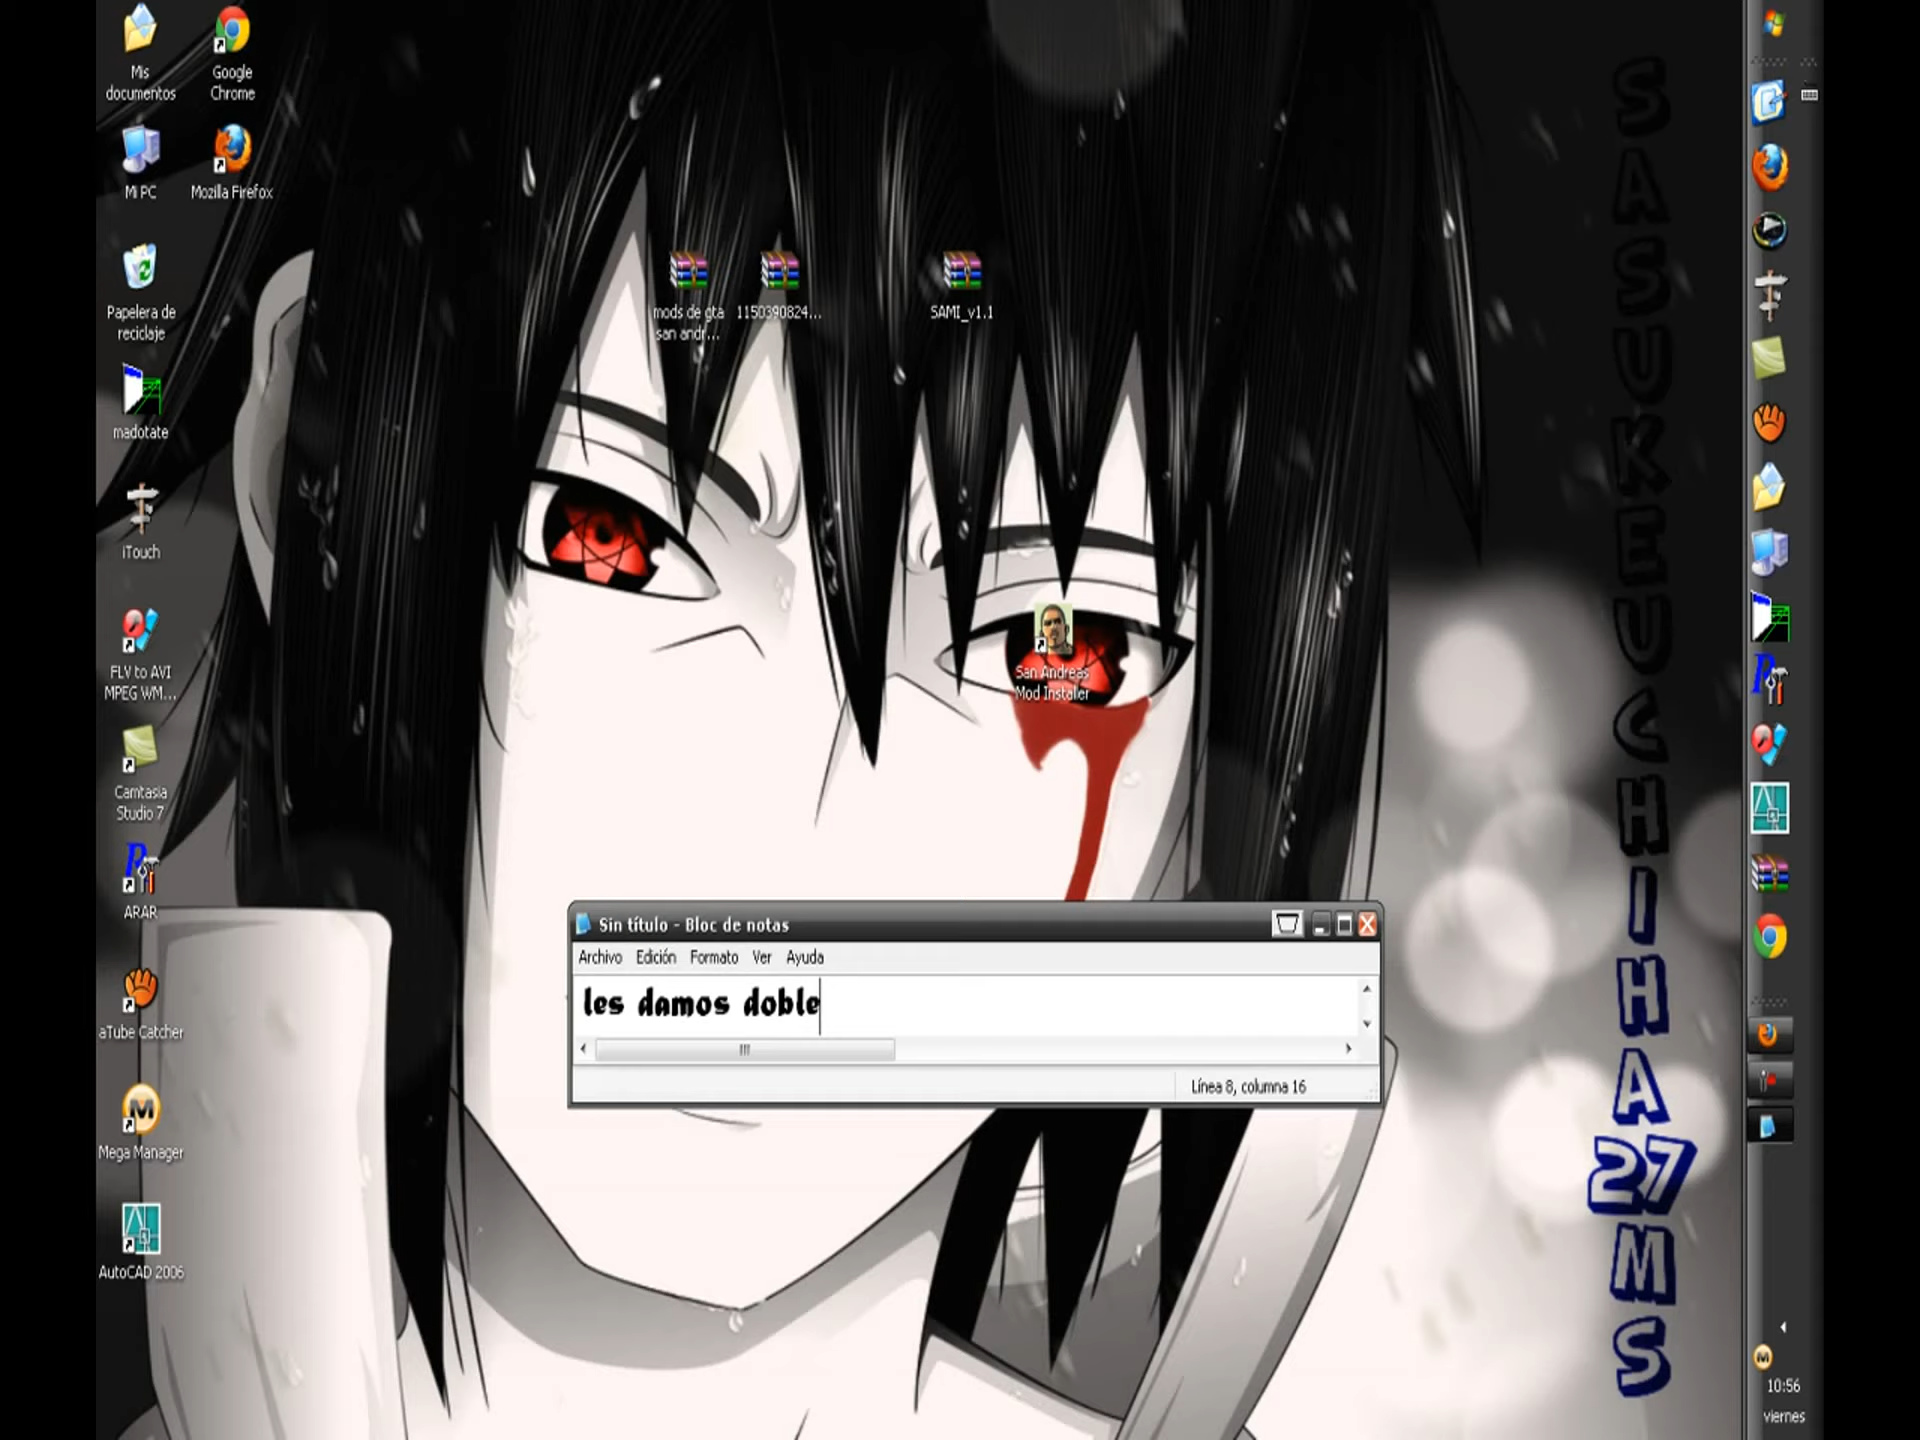 Mis documentos
Google Chrome
Mi PC
Mozilla Firefox
Papelera de reciclaje
mods de gta san andr...
1150390824...
SAMI_v1.1
madotate
iTouch
FLV to AVI MPEG WM...
San Andreas Mod Installer
Camtasia Studio 7
ARAR
aTube Catcher
Mega Manager
AutoCAD 2006
Sin título - Bloc de notas
Archivo Edición Formato Ver Ayuda
les damos doble
Línea 8, columna 16
SASUKEUCHIHA27MS
10:56
viernes